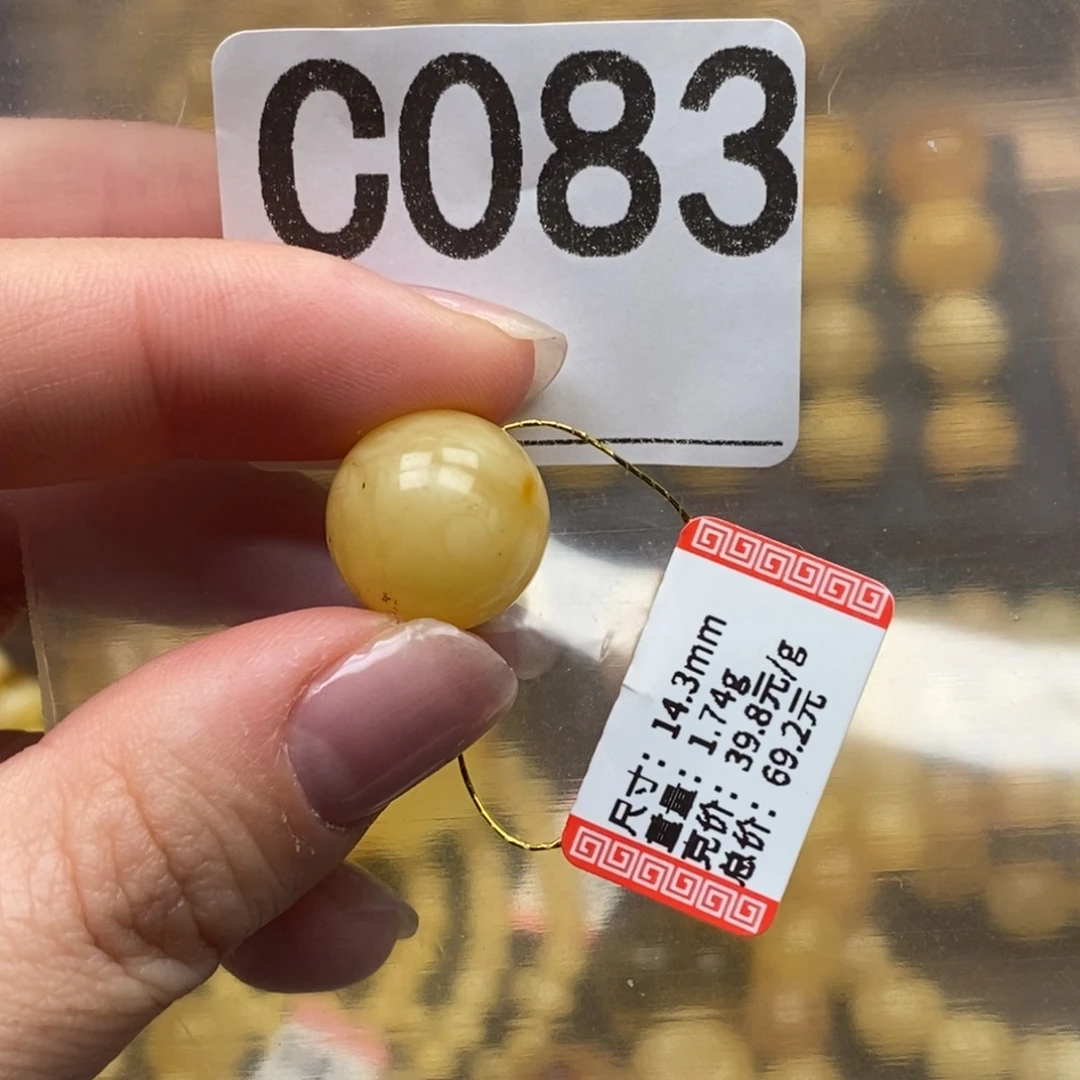 C083
尺寸：14.3mm
重量：1.74g
克价：39.8元/g
总价：69.2元